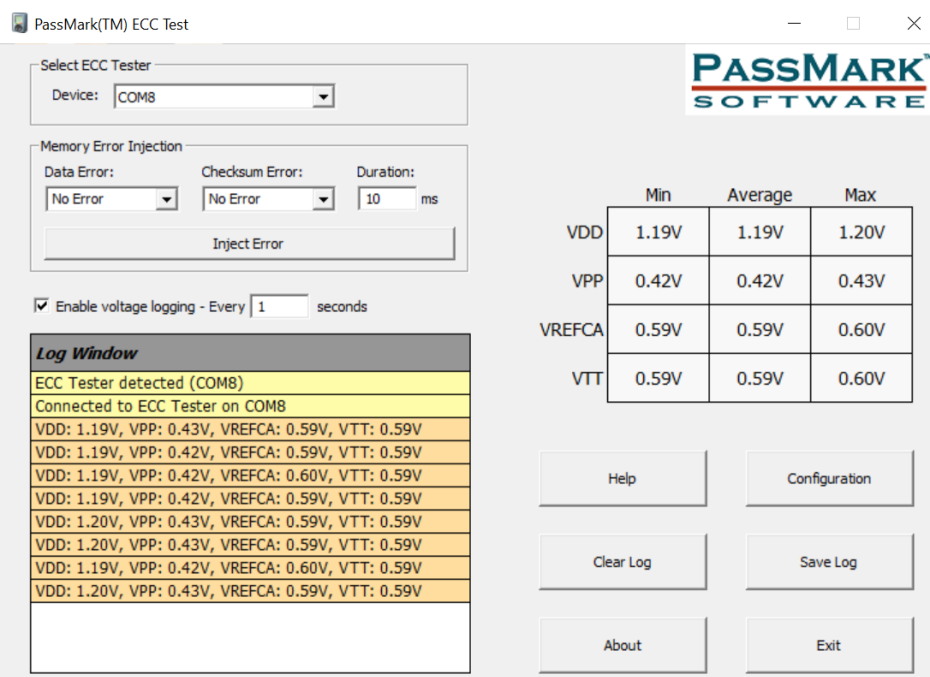 PassMark(TM) ECC Test
PASSMARK™
SOFTWARE
Select ECC Tester
Device: COM8
Memory Error Injection
Data Error: Checksum Error: Duration:
No Error No Error 10 ms
Inject Error
Enable voltage logging - Every 1 seconds
Log Window
ECC Tester detected (COM8)
Connected to ECC Tester on COM8
VDD: 1.19V, VPP: 0.43V, VREFCA: 0.59V, VTT: 0.59V
VDD: 1.19V, VPP: 0.42V, VREFCA: 0.59V, VTT: 0.59V
VDD: 1.19V, VPP: 0.42V, VREFCA: 0.60V, VTT: 0.59V
VDD: 1.19V, VPP: 0.42V, VREFCA: 0.59V, VTT: 0.59V
VDD: 1.20V, VPP: 0.43V, VREFCA: 0.59V, VTT: 0.59V
VDD: 1.20V, VPP: 0.43V, VREFCA: 0.59V, VTT: 0.59V
VDD: 1.19V, VPP: 0.42V, VREFCA: 0.60V, VTT: 0.59V
VDD: 1.20V, VPP: 0.43V, VREFCA: 0.59V, VTT: 0.59V
Min Average Max
VDD 1.19V 1.19V 1.20V
VPP 0.42V 0.42V 0.43V
VREFCA 0.59V 0.59V 0.60V
VTT 0.59V 0.59V 0.60V
Help Configuration
Clear Log Save Log
About Exit